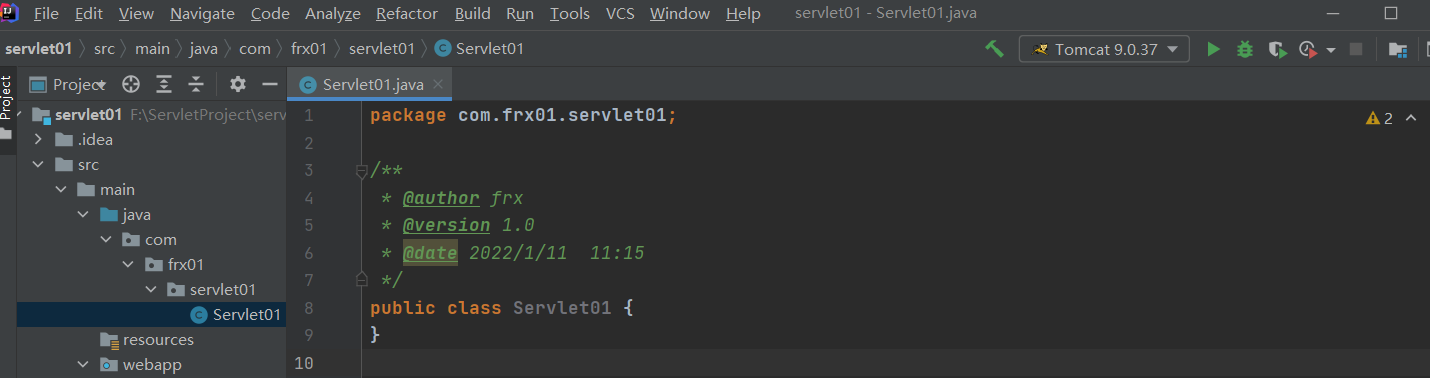 File Edit View Navigate Code Analyze Refactor Build Run Tools VCS Window Help servlet01 - Servlet01.java
servlet01 src main java com frx01 servlet01 Servlet01 Tomcat 9.0.37
Project
Project
Servlet01.java
servlet01 F:\ServletProject\serv
.idea
src
main
java
com
frx01
servlet01
Servlet01
resources
webapp
1 package com.frx01.servlet01;
2
3 /**
4 * @author frx
5 * @version 1.0
6 * @date 2022/1/11 11:15
7 */
8 public class Servlet01 {
9 }
10
2